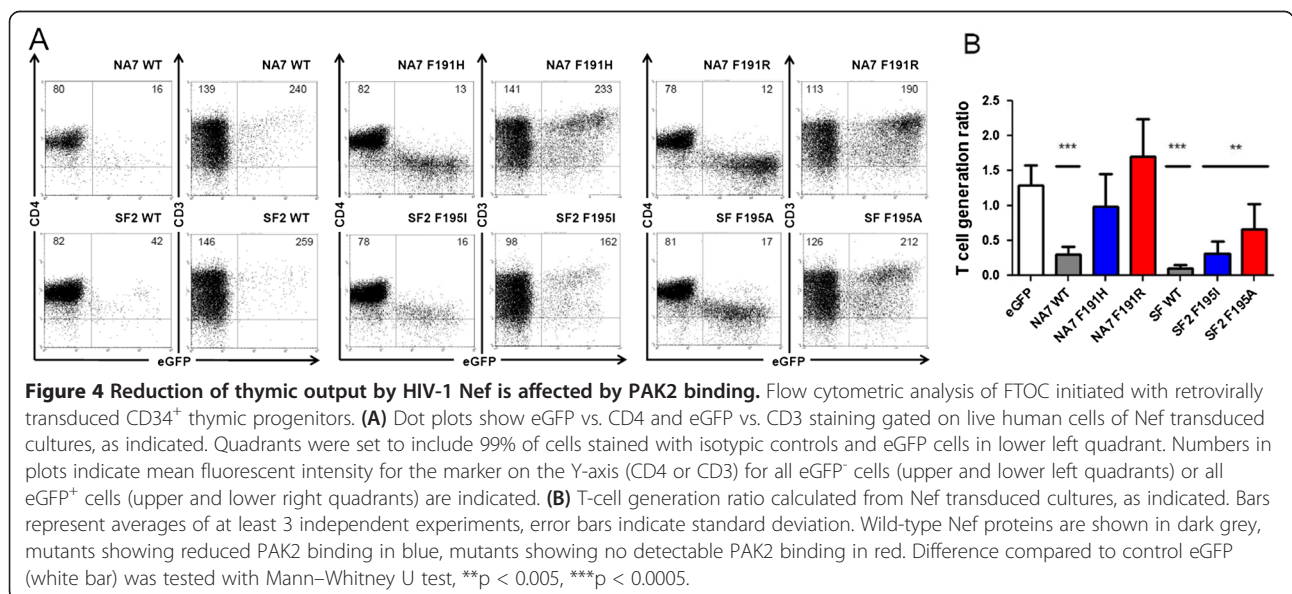 A
NA7 WT NA7 WT NA7 F191H NA7 F191H NA7 F191R NA7 F191R
80 16 139 240 82 13 141 233 78 12 113 190
CD4 CD3 CD4 CD3 CD4 CD3
SF2 WT SF2 WT SF2 F195I SF2 F195I SF F195A SF F195A
82 42 146 259 78 16 98 162 81 17 126 212
eGFP eGFP eGFP
B
T cell generation ratio
2.5
2.0
1.5
1.0
0.5
0.0
*** *** **
eGFP
NA7 WT
NA7 F191H
NA7 F191R
SF WT
SF2 F195I
SF2 F195A
Figure 4 Reduction of thymic output by HIV-1 Nef is affected by PAK2 binding. Flow cytometric analysis of FTOC initiated with retrovirally
transduced CD34+ thymic progenitors. (A) Dot plots show eGFP vs. CD4 and eGFP vs. CD3 staining gated on live human cells of Nef transduced
cultures, as indicated. Quadrants were set to include 99% of cells stained with isotypic controls and eGFP cells in lower left quadrant. Numbers in
plots indicate mean fluorescent intensity for the marker on the Y-axis (CD4 or CD3) for all eGFP- cells (upper and lower left quadrants) or all
eGFP+ cells (upper and lower right quadrants) are indicated. (B) T-cell generation ratio calculated from Nef transduced cultures, as indicated. Bars
represent averages of at least 3 independent experiments, error bars indicate standard deviation. Wild-type Nef proteins are shown in dark grey,
mutants showing reduced PAK2 binding in blue, mutants showing no detectable PAK2 binding in red. Difference compared to control eGFP
(white bar) was tested with Mann–Whitney U test, **p < 0.005, ***p < 0.0005.